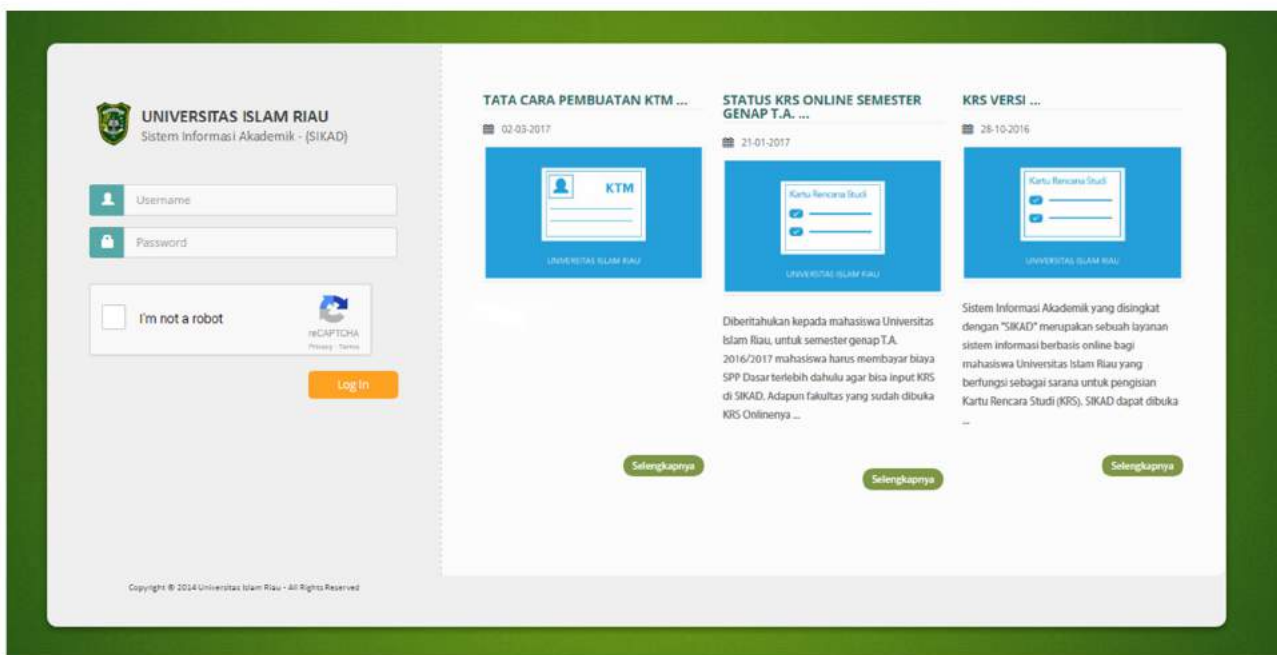 UNIVERSITAS ISLAM RIAU
Sistem Informasi Akademik - (SIKAD)
Username
Password
I'm not a robot
reCAPTCHA
Privacy - Terms
Log In
Copyright © 2014 Universitas Islam Riau - All Rights Reserved
TATA CARA PEMBUATAN KTM ...
02-03-2017
KTM
UNIVERSITAS ISLAM RIAU
Selengkapnya
STATUS KRS ONLINE SEMESTER
GENAP T.A. ...
21-01-2017
Kartu Rencana Studi
UNIVERSITAS ISLAM RIAU
Diberitahukan kepada mahasiswa Universitas
Islam Riau, untuk semester genap T.A.
2016/2017 mahasiswa harus membayar biaya
SPP Dasar terlebih dahulu agar bisa input KRS
di SIKAD. Adapun fakultas yang sudah dibuka
KRS Onlinenya ...
Selengkapnya
KRS VERSI ...
28-10-2016
Kartu Rencana Studi
UNIVERSITAS ISLAM RIAU
Sistem Informasi Akademik yang disingkat
dengan "SIKAD" merupakan sebuah layanan
sistem informasi berbasis online bagi
mahasiswa Universitas Islam Riau yang
berfungsi sebagai sarana untuk pengisian
Kartu Rencara Studi (KRS). SIKAD dapat dibuka
...
Selengkapnya